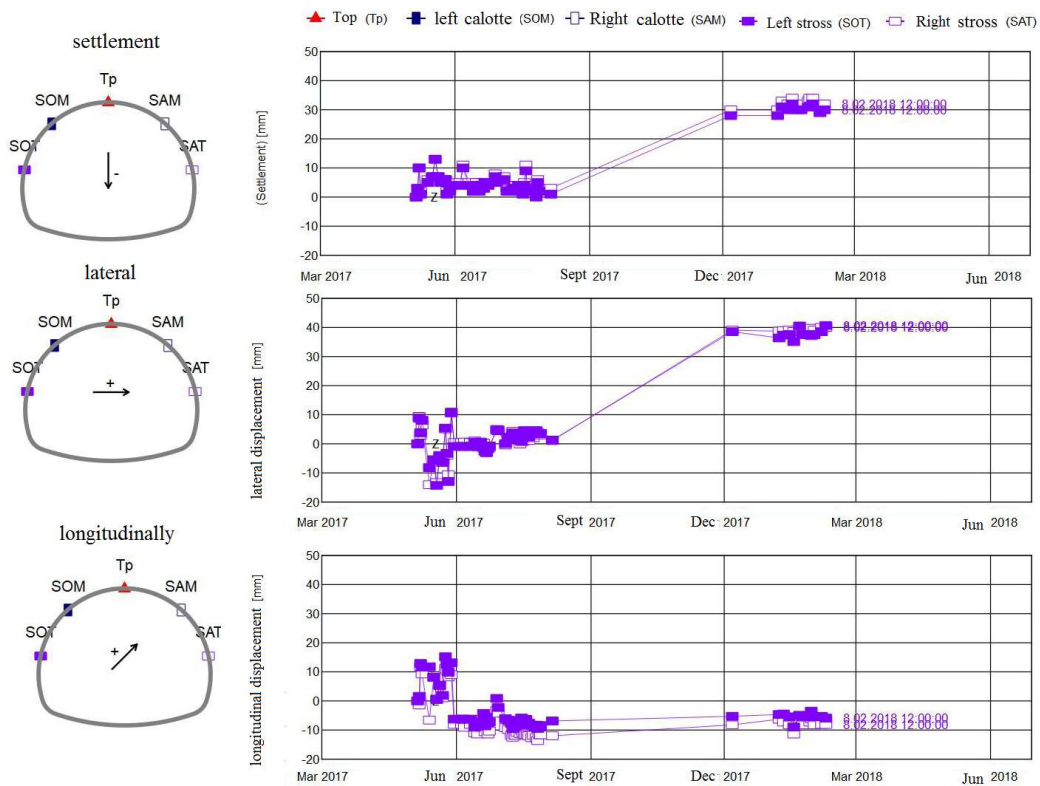 Top (Tp) left calotte (SOM) Right calotte (SAM) Left stross (SOT) Right stross (SAT)
settlement
Tp
SOM SAM
SOT SAT
-
(Settlement) [mm]
50
40
30
20
10
0
-10
-20
Z
8.02.2018 12:00:00
8.02.2018 12:00:00
Mar 2017 Jun 2017 Sept 2017 Dec 2017 Mar 2018 Jun 2018
lateral
Tp
SOM SAM
SOT SAT
+
lateral displacement [mm]
50
40
30
20
10
0
-10
-20
Z
8.02.2018 12:00:00
8.02.2018 12:00:00
Mar 2017 Jun 2017 Sept 2017 Dec 2017 Mar 2018 Jun 2018
longitudinally
Tp
SOM SAM
SOT SAT
+
longitudinal displacement [mm]
50
40
30
20
10
0
-10
-20
8.02.2018 12:00:00
8.02.2018 12:00:00
Mar 2017 Jun 2017 Sept 2017 Dec 2017 Mar 2018 Jun 2018